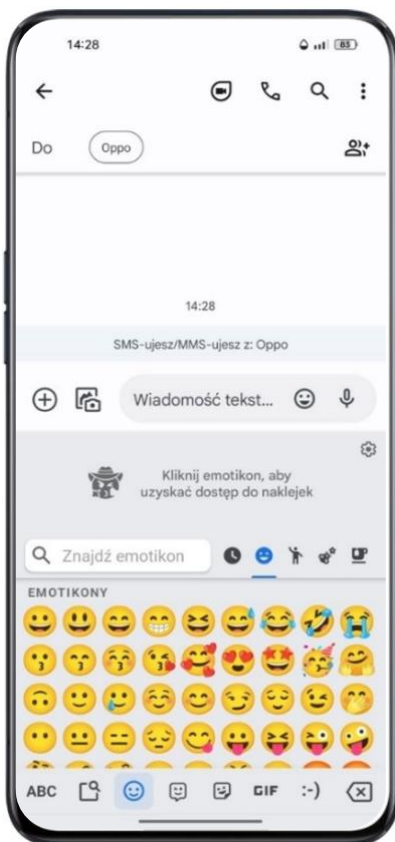 14:28
83
Do
Oppo
14:28
SMS-ujesz/MMS-ujesz z: Oppo
Wiadomość tekst...
Kliknij emotikon, aby
uzyskać dostęp do naklejek
Znajdź emotikon
EMOTIKONY
ABC
GIF
:-)